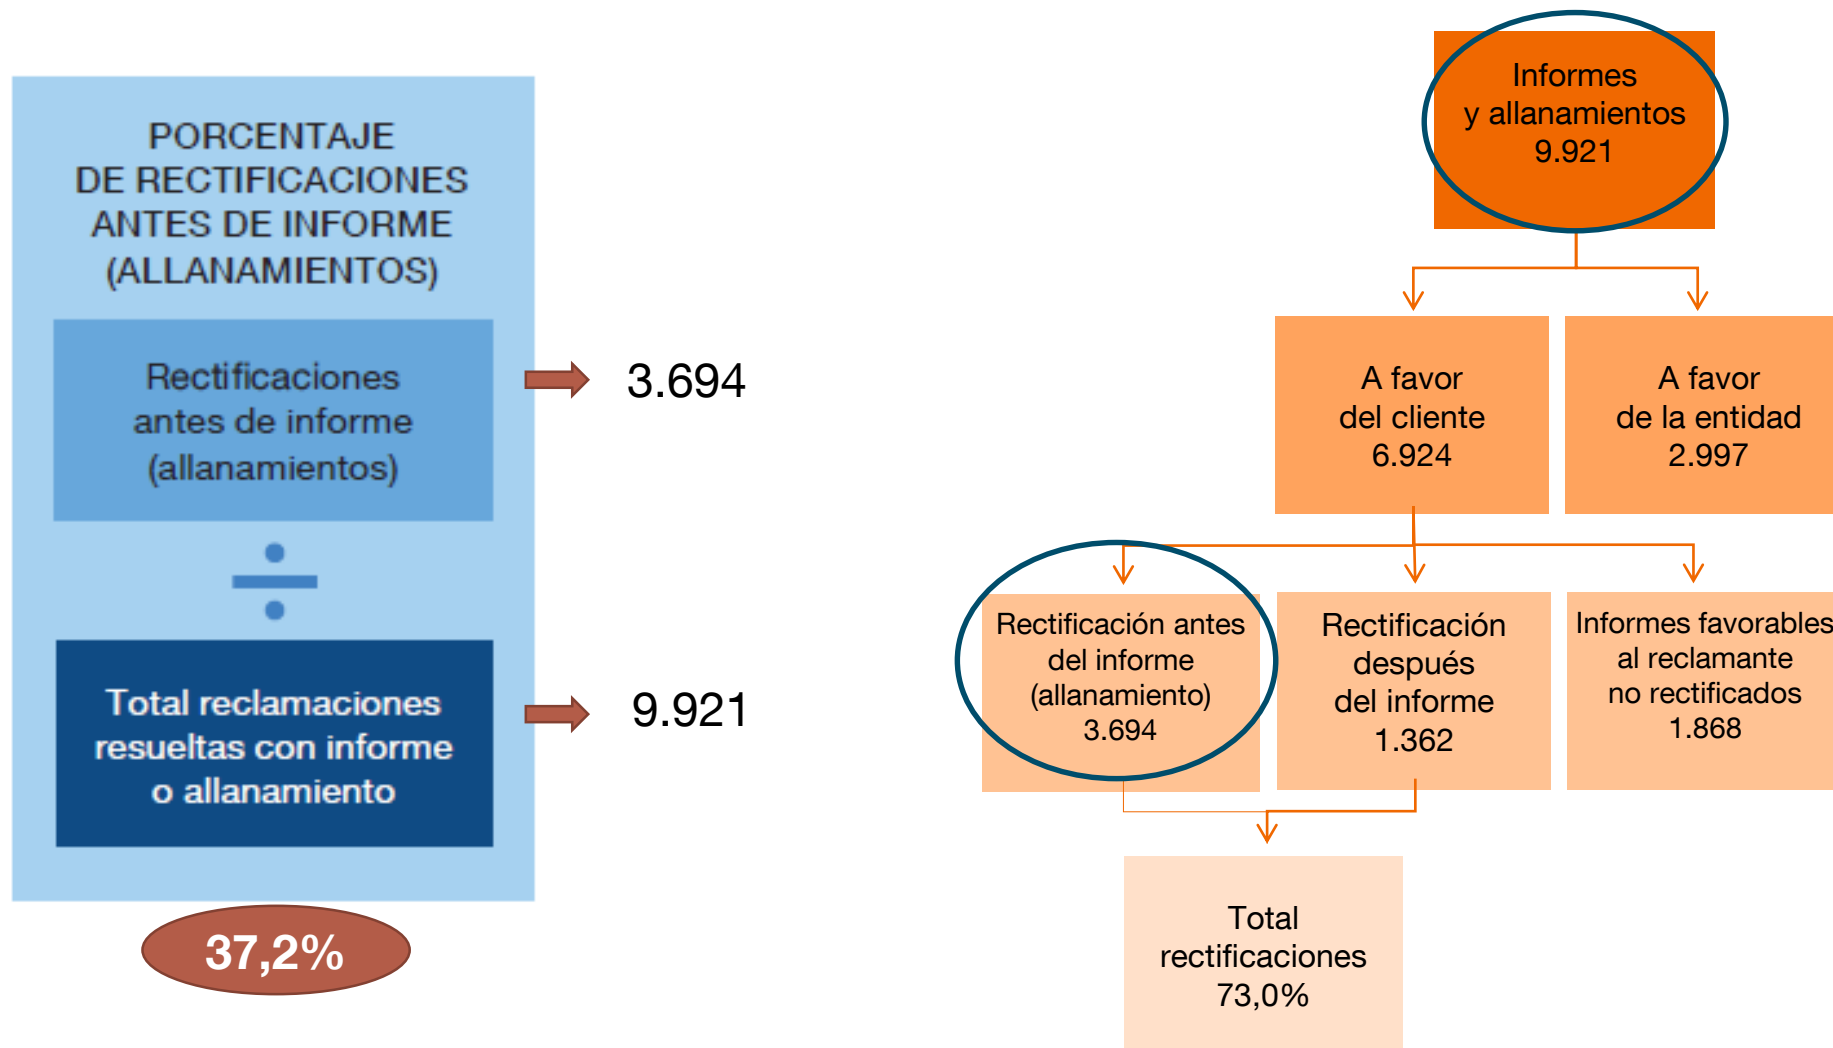 PORCENTAJE
DE RECTIFICACIONES
ANTES DE INFORME
(ALLANAMIENTOS)
Rectificaciones
antes de informe
(allanamientos)
3.694
Total reclamaciones
resueltas con informe
o allanamiento
9.921
37,2%
Informes
y allanamientos
9.921
A favor
del cliente
6.924
A favor
de la entidad
2.997
Rectificación antes
del informe
(allanamiento)
3.694
Rectificación
después
del informe
1.362
Informes favorables
al reclamante
no rectificados
1.868
Total
rectificaciones
73,0%